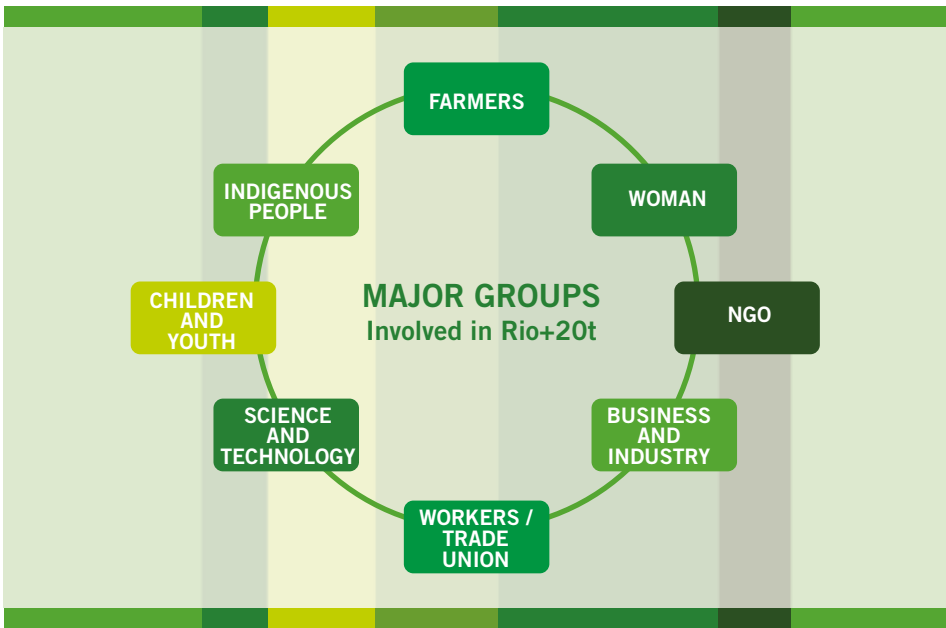 FARMERS
INDIGENOUS
PEOPLE
WOMAN
MAJOR GROUPS
Involved in Rio+20t
CHILDREN
AND
YOUTH
NGO
SCIENCE
AND
TECHNOLOGY
BUSINESS
AND
INDUSTRY
WORKERS /
TRADE
UNION